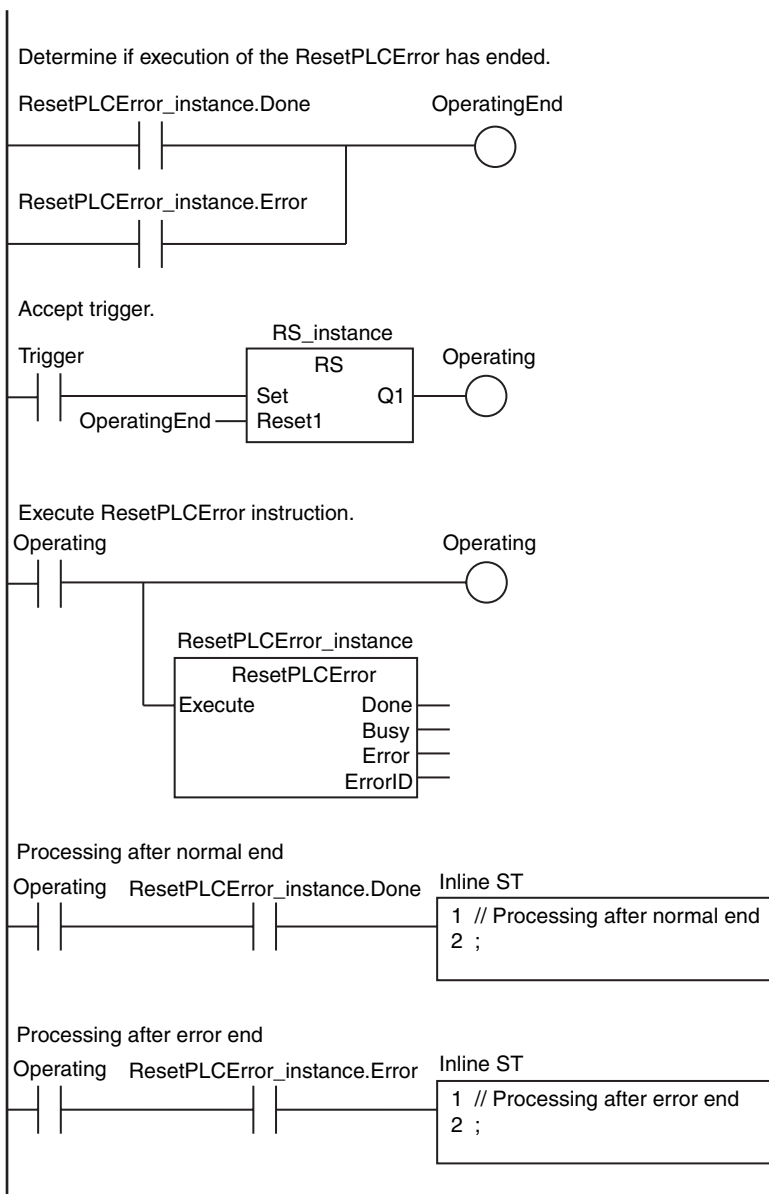 Determine if execution of the ResetPLCError has ended.
ResetPLCError_instance.Done OperatingEnd
ResetPLCError_instance.Error
Accept trigger.
RS_instance
Trigger RS Operating
Set Q1
OperatingEnd Reset1
Execute ResetPLCError instruction.
Operating Operating
ResetPLCError_instance
ResetPLCError
Execute Done
Busy
Error
ErrorID
Processing after normal end
Operating ResetPLCError_instance.Done Inline ST
1 // Processing after normal end
2 ;
Processing after error end
Operating ResetPLCError_instance.Error Inline ST
1 // Processing after error end
2 ;